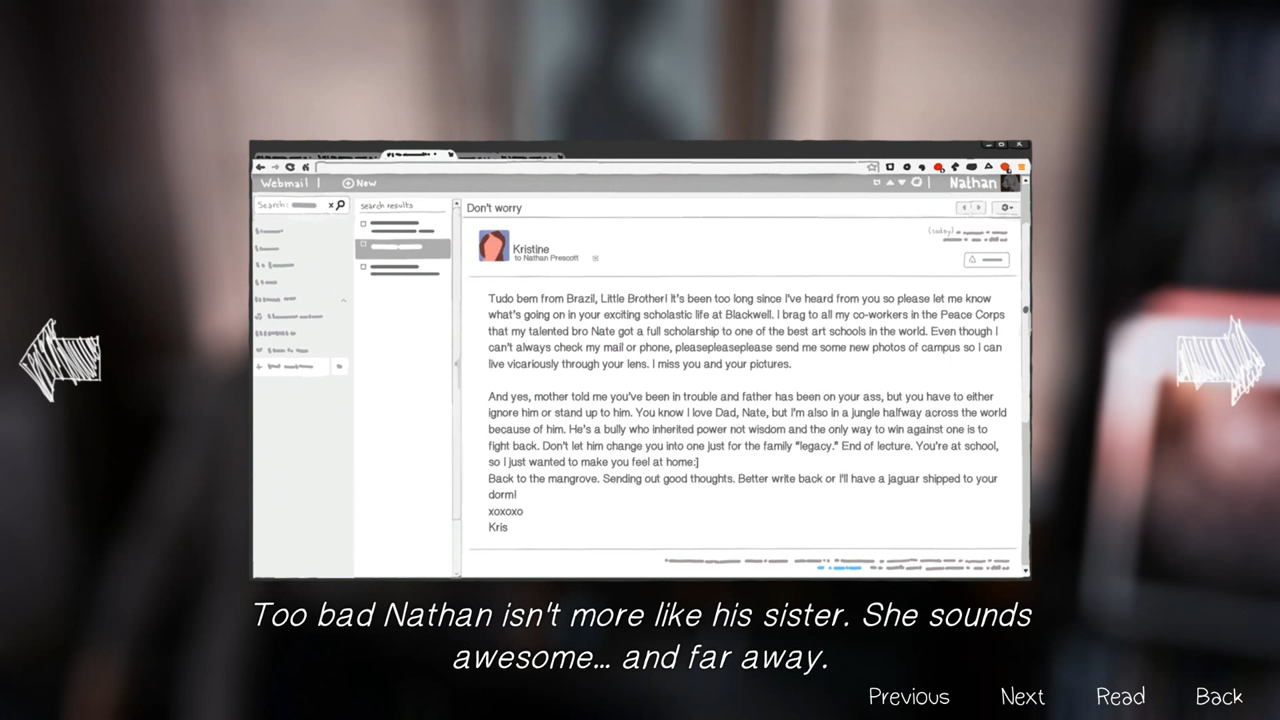 Webmail |
New
Nathan
Search:
x
search results
Don't worry
Kristine
to Nathan Prescott
(today)
Tudo bem from Brazil, Little Brother! It's been too long since I've heard from you so please let me know
what's going on in your exciting scholastic life at Blackwell. I brag to all my co-workers in the Peace Corps
that my talented bro Nate got a full scholarship to one of the best art schools in the world. Even though I
can't always check my mail or phone, pleasepleaseplease send me some new photos of campus so I can
live vicariously through your lens. I miss you and your pictures.
And yes, mother told me you've been in trouble and father has been on your ass, but you have to either
ignore him or stand up to him. You know I love Dad, Nate, but I'm also in a jungle halfway across the world
because of him. He's a bully who inherited power not wisdom and the only way to win against one is to
fight back. Don't let him change you into one just for the family "legacy." End of lecture. You're at school,
so I just wanted to make you feel at home:]
Back to the mangrove. Sending out good thoughts. Better write back or I'll have a jaguar shipped to your
dorm!
xoxoxo
Kris
Too bad Nathan isn't more like his sister. She sounds
awesome... and far away.
Previous
Next
Read
Back